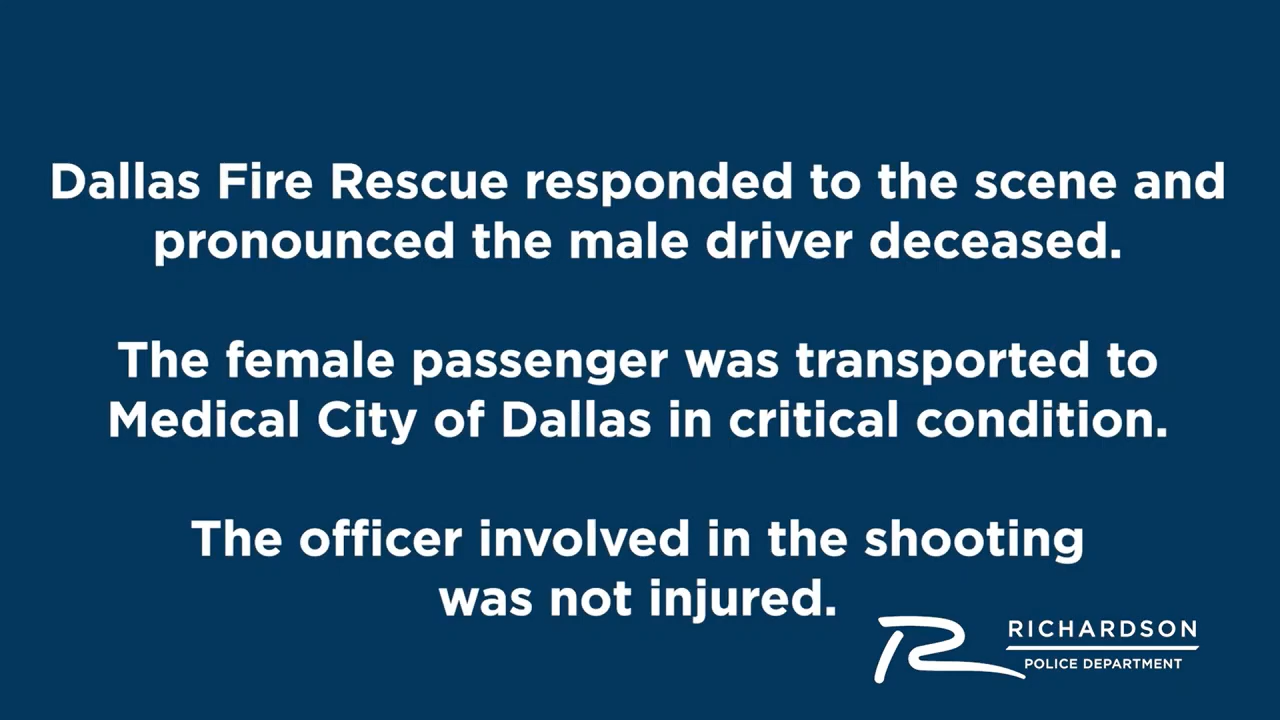 Dallas Fire Rescue responded to the scene and
pronounced the male driver deceased.
The female passenger was transported to
Medical City of Dallas in critical condition.
The officer involved in the shooting
was not injured.
RICHARDSON
POLICE DEPARTMENT